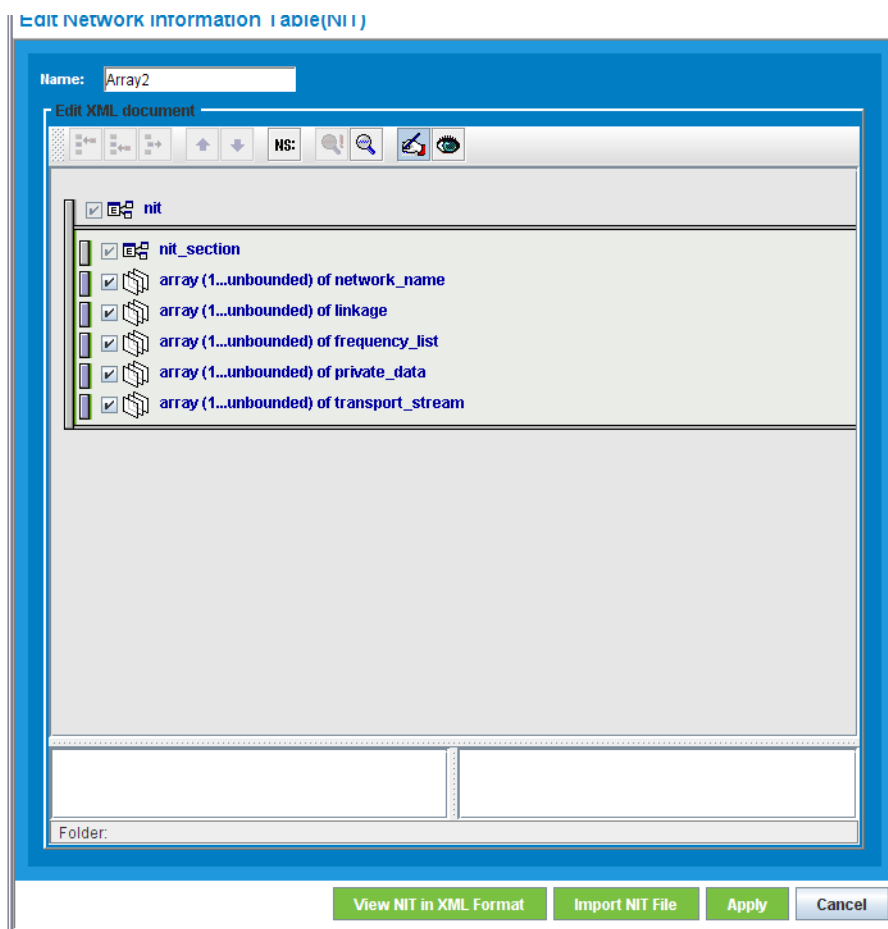 Edit Network Information Table(NIT)
Name: Array2
Edit XML document
NS:
E nit
E nit_section
array (1...unbounded) of network_name
array (1...unbounded) of linkage
array (1...unbounded) of frequency_list
array (1...unbounded) of private_data
array (1...unbounded) of transport_stream
Folder:
View NIT in XML Format Import NIT File Apply Cancel